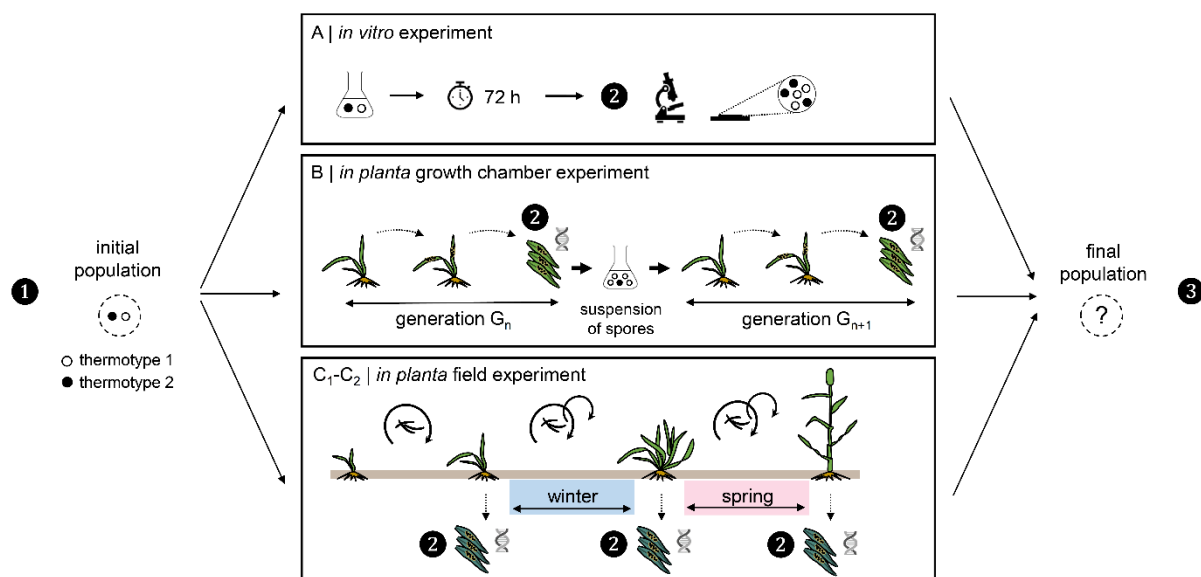 A | in vitro experiment
72 h
2
B | in planta growth chamber experiment
2
2
initial
population
1
thermotype 1
thermotype 2
generation Gn
suspension
of spores
generation Gn+1
final
population
?
3
C1-C2 | in planta field experiment
winter
spring
2
2
2